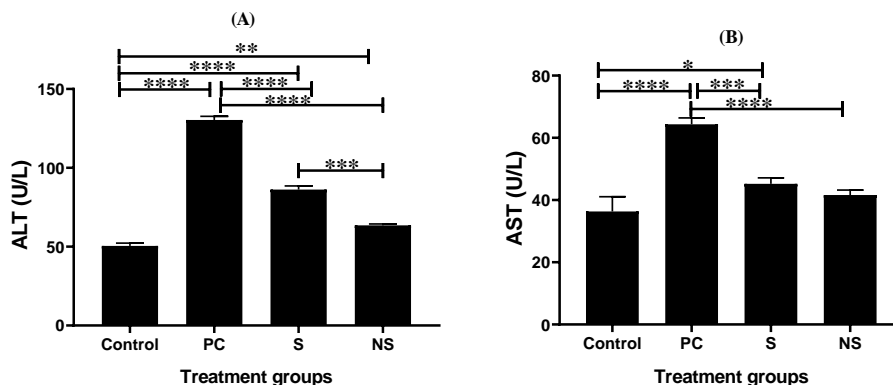 (A)
**
****
**** ****
****
***
150
100
50
0
ALT (U/L)
Control PC S NS
Treatment groups
(B)
*
**** ***
****
80
60
40
20
0
AST (U/L)
Control PC S NS
Treatment groups